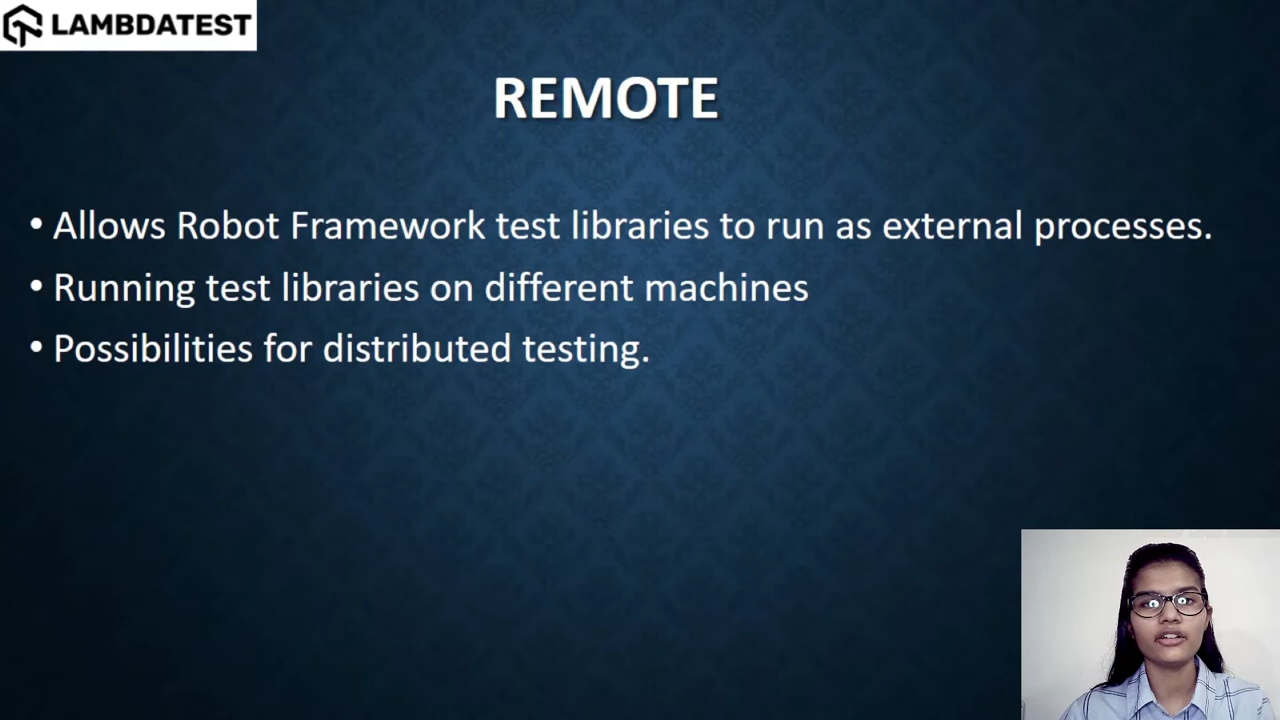 LAMBDATEST
REMOTE
• Allows Robot Framework test libraries to run as external processes.
• Running test libraries on different machines
• Possibilities for distributed testing.